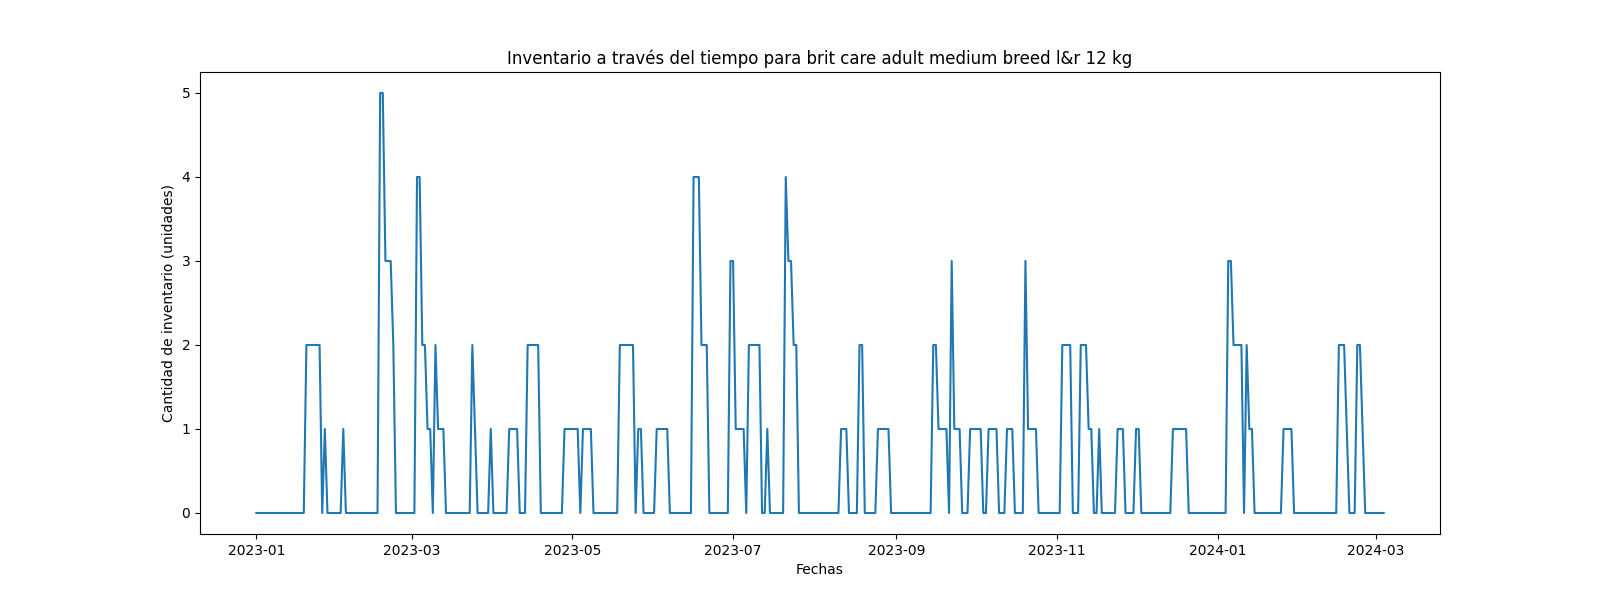 Inventario a través del tiempo para brit care adult medium breed l&r 12 kg
Cantidad de inventario (unidades)
5
4
3
2
1
0
2023-01 2023-03 2023-05 2023-07 2023-09 2023-11 2024-01 2024-03
Fechas